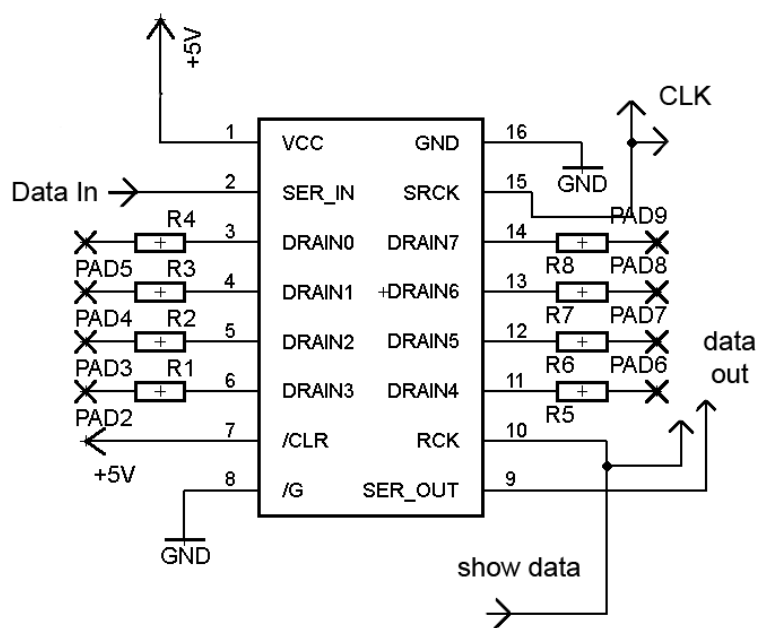 +5V
CLK
1 VCC GND 16
GND
Data In
2 SER_IN SRCK 15
R4 PAD9
3 DRAIN0 DRAIN7 14
PAD5 R3 R8 PAD8
4 DRAIN1 +DRAIN6 13
PAD4 R2 R7 PAD7
5 DRAIN2 DRAIN5 12
data
out
PAD3 R1 R6 PAD6
6 DRAIN3 DRAIN4 11
PAD2 R5
7 /CLR RCK 10
+5V
8 /G SER_OUT 9
GND
show data